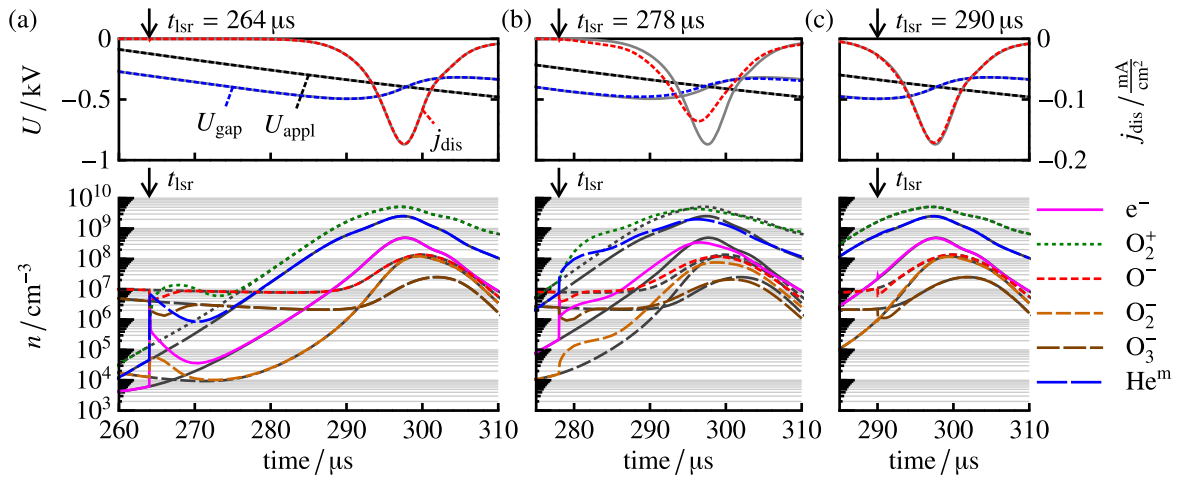 (a) t_lsr = 264 μs (b) t_lsr = 278 μs (c) t_lsr = 290 μs
0 0
U / kV −0.5 −0.1 j_dis / mA/cm²
U_gap U_appl j_dis
−1 −0.2
t_lsr t_lsr t_lsr
10¹⁰
10⁹
10⁸
10⁷
10⁶
10⁵
10⁴
10³
n / cm⁻³
e⁻
O₂⁺
O⁻
O₂⁻
O₃⁻
Heᵐ
260 270 280 290 300 310 280 290 300 310 290 300 310
time / μs time / μs time / μs